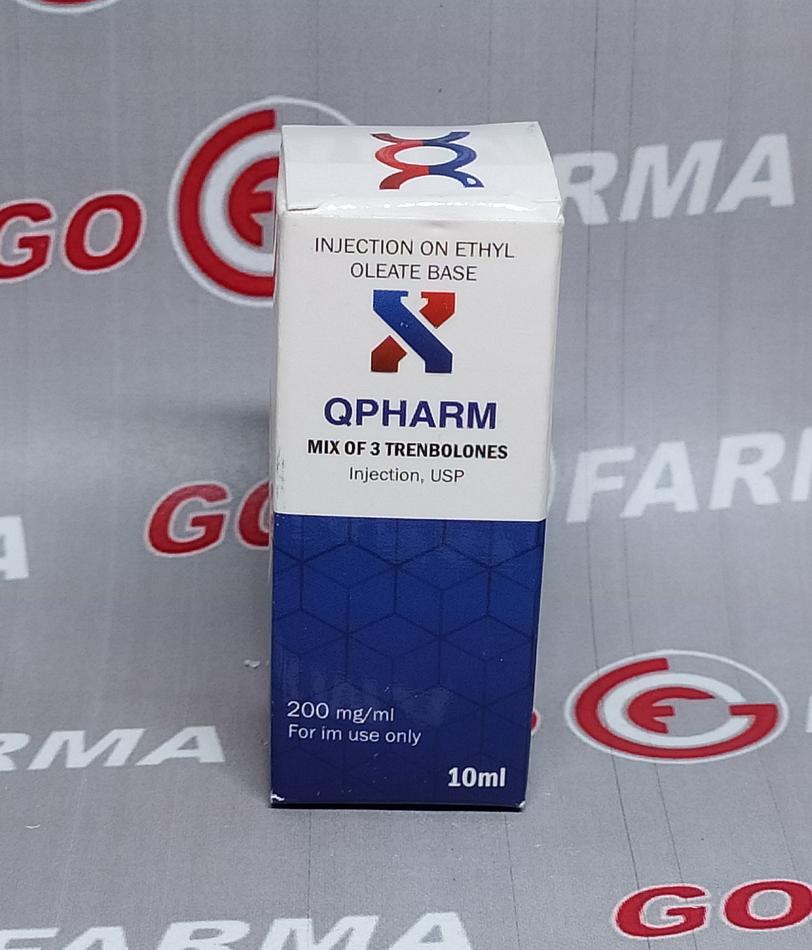 GO
RMA
INJECTION ON ETHYL
OLEATE BASE
QPHARM
MIX OF 3 TRENBOLONES
Injection, USP
GO
FARM
A
200 mg/ml
For im use only
10ml
RMA
GO
FARMA